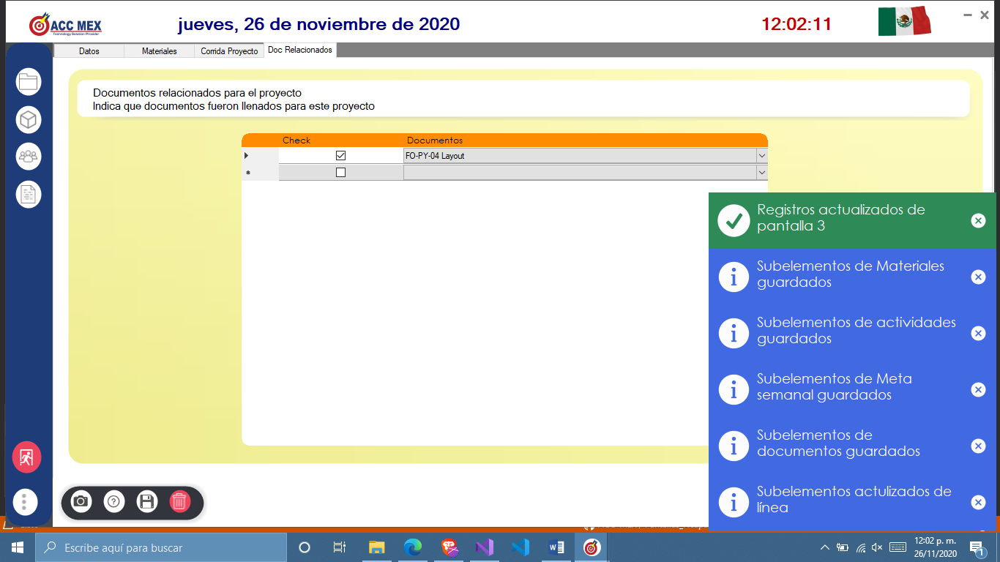 ACC MEX
Technology Solution Provider
jueves, 26 de noviembre de 2020
12:02:11
Datos
Materiales
Corrida Proyecto
Doc Relacionados
Documentos relacionados para el proyecto
Indica que documentos fueron llenados para este proyecto
Check
Documentos
FO-PY-04 Layout
Registros actualizados de
pantalla 3
Subelementos de Materiales
guardados
Subelementos de actividades
guardados
Subelementos de Meta
semanal guardados
Subelementos de
documentos guardados
Subelementos actulizados de
línea
Escribe aquí para buscar
12:02 p. m.
26/11/2020
1